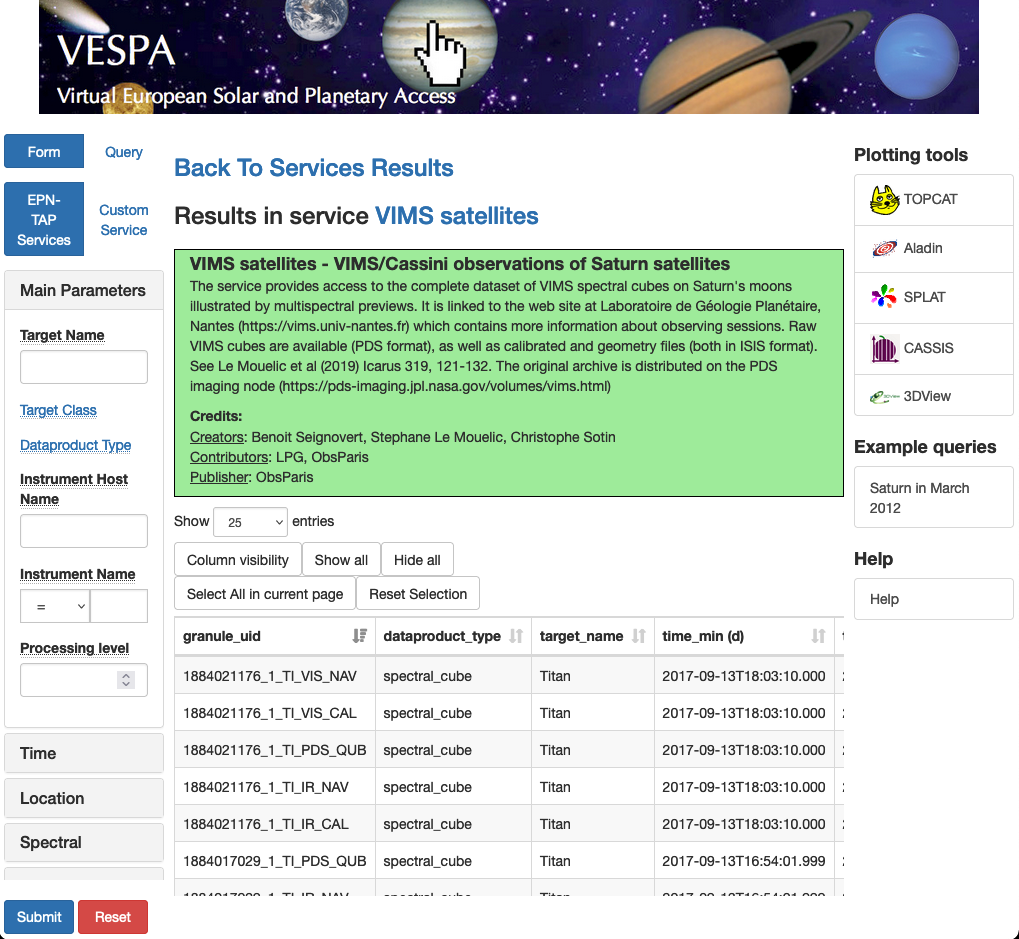 VESPA
Virtual European Solar and Planetary Access
Form
Query
EPN-
TAP
Services
Custom
Service
Main Parameters
Target Name
Target Class
Dataproduct Type
Instrument Host
Name
Instrument Name
=
Processing level
Time
Location
Spectral
Submit
Reset
Back To Services Results
Results in service VIMS satellites
VIMS satellites - VIMS/Cassini observations of Saturn satellites
The service provides access to the complete dataset of VIMS spectral cubes on Saturn's moons
illustrated by multispectral previews. It is linked to the web site at Laboratoire de Géologie Planétaire,
Nantes (https://vims.univ-nantes.fr) which contains more information about observing sessions. Raw
VIMS cubes are available (PDS format), as well as calibrated and geometry files (both in ISIS format).
See Le Mouelic et al (2019) Icarus 319, 121-132. The original archive is distributed on the PDS
imaging node (https://pds-imaging.jpl.nasa.gov/volumes/vims.html)
Credits:
Creators: Benoit Seignovert, Stephane Le Mouelic, Christophe Sotin
Contributors: LPG, ObsParis
Publisher: ObsParis
Show 25 entries
Column visibility Show all Hide all
Select All in current page Reset Selection
granule_uid dataproduct_type target_name time_min (d)
1884021176_1_TI_VIS_NAV spectral_cube Titan 2017-09-13T18:03:10.000
1884021176_1_TI_VIS_CAL spectral_cube Titan 2017-09-13T18:03:10.000
1884021176_1_TI_PDS_QUB spectral_cube Titan 2017-09-13T18:03:10.000
1884021176_1_TI_IR_NAV spectral_cube Titan 2017-09-13T18:03:10.000
1884021176_1_TI_IR_CAL spectral_cube Titan 2017-09-13T18:03:10.000
1884017029_1_TI_PDS_QUB spectral_cube Titan 2017-09-13T16:54:01.999
Plotting tools
TOPCAT
Aladin
SPLAT
CASSIS
3DView
Example queries
Saturn in March
2012
Help
Help